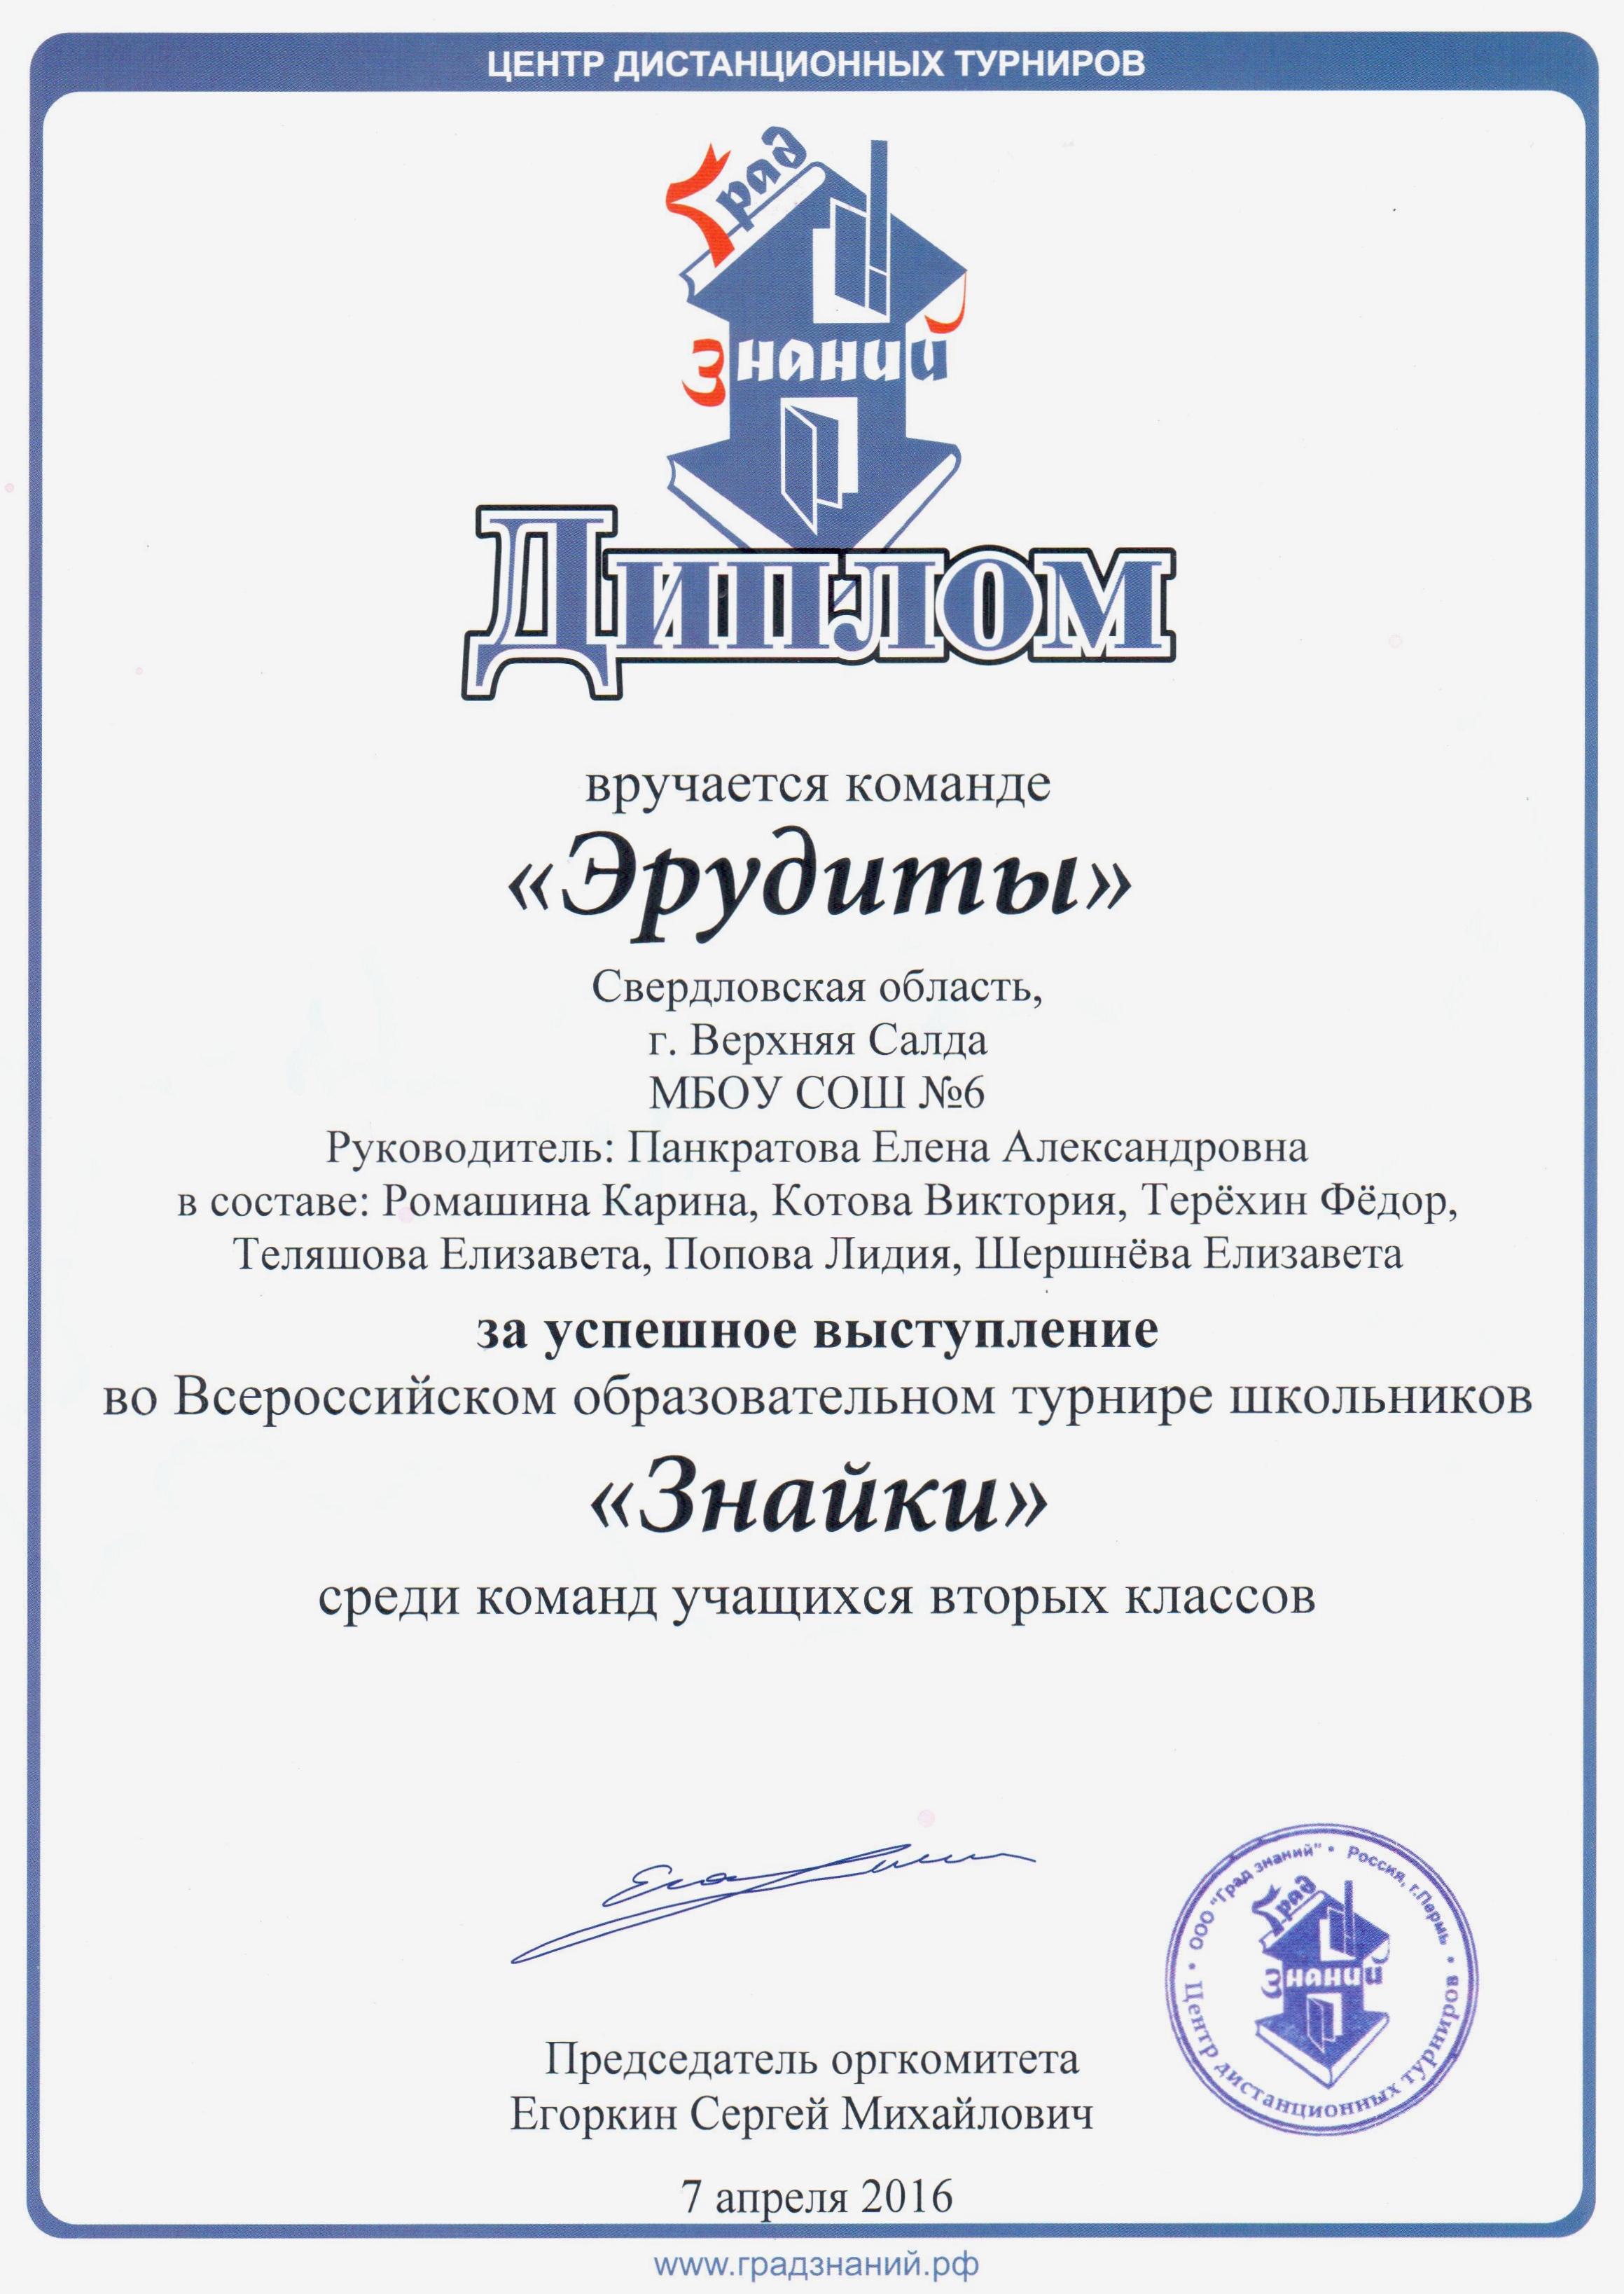 ЦЕНТР ДИСТАНЦИОННЫХ ТУРНИРОВ
Град
знаний
Диплом
вручается команде
«Эрудиты»
Свердловская область,
г. Верхняя Салда
МБОУ СОШ №6
Руководитель: Панкратова Елена Александровна
в составе: Ромашина Карина, Котова Виктория, Терёхин Фёдор,
Теляшова Елизавета, Попова Лидия, Шершнёва Елизавета
за успешное выступление
во Всероссийском образовательном турнире школьников
«Знайки»
среди команд учащихся вторых классов
ООО "Град знаний" • Россия, г.Пермь •
Град
знаний
Центр дистанционных турниров
Председатель оргкомитета
Егоркин Сергей Михайлович
7 апреля 2016
www.градзнаний.рф